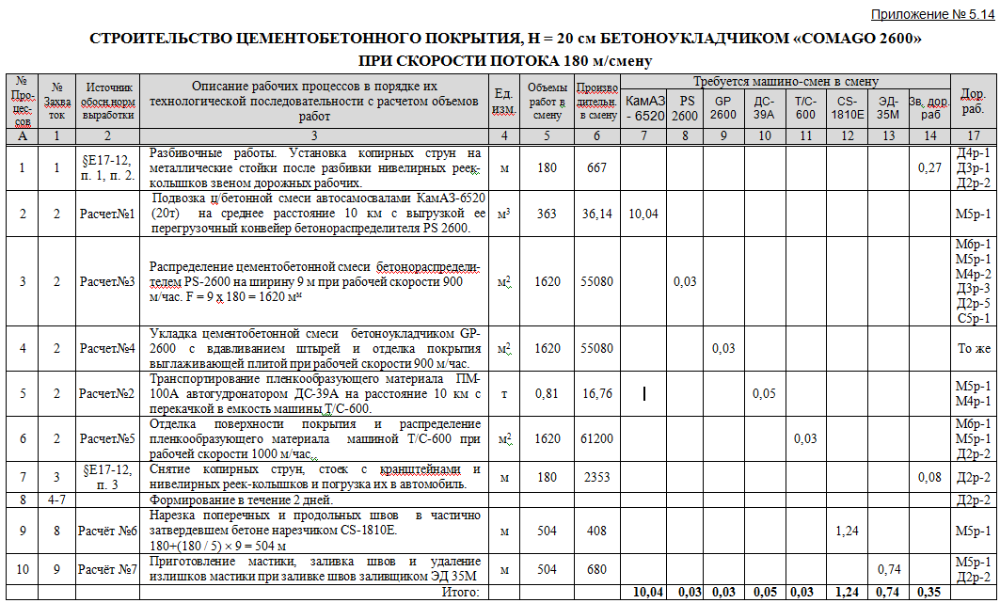 Приложение № 5.14
СТРОИТЕЛЬСТВО ЦЕМЕНТОБЕТОННОГО ПОКРЫТИЯ, Н = 20 см БЕТОНОУКЛАДЧИКОМ «COMAGO 2600»
ПРИ СКОРОСТИ ПОТОКА 180 м/смену
№ Про-цес-сов | № Захваток | Источник обосн.норм выработки | Описание рабочих процессов в порядке их технологической последовательности с расчетом объемов работ | Ед. изм. | Объемы работ в смену | Произво дительн. в смену | Требуется машино-смен в смену | Дор. раб.
КамАЗ - 6520 | PS 2600 | GP 2600 | ДС-39А | Т/С-600 | CS-1810E | ЭД-35М | Зв. дор. раб
А | 1 | 2 | 3 | 4 | 5 | 6 | 7 | 8 | 9 | 10 | 11 | 12 | 13 | 14 | 17
1 | 1 | §Е17-12, п. 1, п. 2. | Разбивочные работы. Установка копирных струн на
металлические стойки после разбивки нивелирных реек-
колышков звеном дорожных рабочих. | м | 180 | 667 | 0,27 | Д4р-1 Д3р-1 Д2р-2
2 | 2 | Расчет№1 | Подвозка ц/бетонной смеси автосамосвалами КамАЗ-6520
(20т) на среднее расстояние 10 км с выгрузкой ее
перегрузочный конвейер бетонораспределителя PS 2600. | м³ | 363 | 36,14 | 10,04 | М5р-1
3 | 2 | Расчет№3 | Распределение цементобетонной смеси бетонораспредели-
телем PS-2600 на ширину 9 м при рабочей скорости 900
м/час. F = 9 х 180 = 1620 мᴹ | м2 | 1620 | 55080 | 0,03 | М6р-1 М5р-1 М4р-2 Д3р-3 Д2р-5 С5р-1
4 | 2 | Расчет№4 | Укладка цементобетонной смеси бетоноукладчиком GP-
2600 с вдавливанием штырей и отделка покрытия
выглаживающей плитой при рабочей скорости 900 м/час. | м2 | 1620 | 55080 | 0,03 | То же
5 | 2 | Расчет№2 | Транспортирование пленкообразующего материала ПМ-
100А автогудронатором ДС-39А на расстояние 10 км с
перекачкой в емкость машины Т/С-600. | т | 0,81 | 16,76 | 0,05 | М5р-1 М4р-1
6 | 2 | Расчет№5 | Отделка поверхности покрытия и распределение
пленкообразующего материала машиной Т/С-600 при
рабочей скорости 1000 м/час.. | м2 | 1620 | 61200 | 0,03 | М6р-1 М5р-1 Д2р-2
7 | 3 | §Е17-12, п. 3 | Снятие копирных струн, стоек с кранштейнами и
нивелирных реек-колышков и погрузка их в автомобиль. | м | 180 | 2353 | 0,08 | Д2р-2
8 | 4-7 | Формирование в течение 2 дней. | Д2р-2
9 | 8 | Расчёт №6 | Нарезка поперечных и продольных швов в частично
затвердевшем бетоне нарезчиком CS-1810E.
180+(180 / 5) × 9 = 504 м | м | 504 | 408 | 1,24 | М5р-1
10 | 9 | Расчёт №7 | Приготовление мастики, заливка швов и удаление
излишков мастики при заливке швов заливщиком ЭД 35М | м | 504 | 680 | 0,74 | М5р-1 Д2р-2
Итого: | 10,04 | 0,03 | 0,03 | 0,05 | 0,03 | 1,24 | 0,74 | 0,35